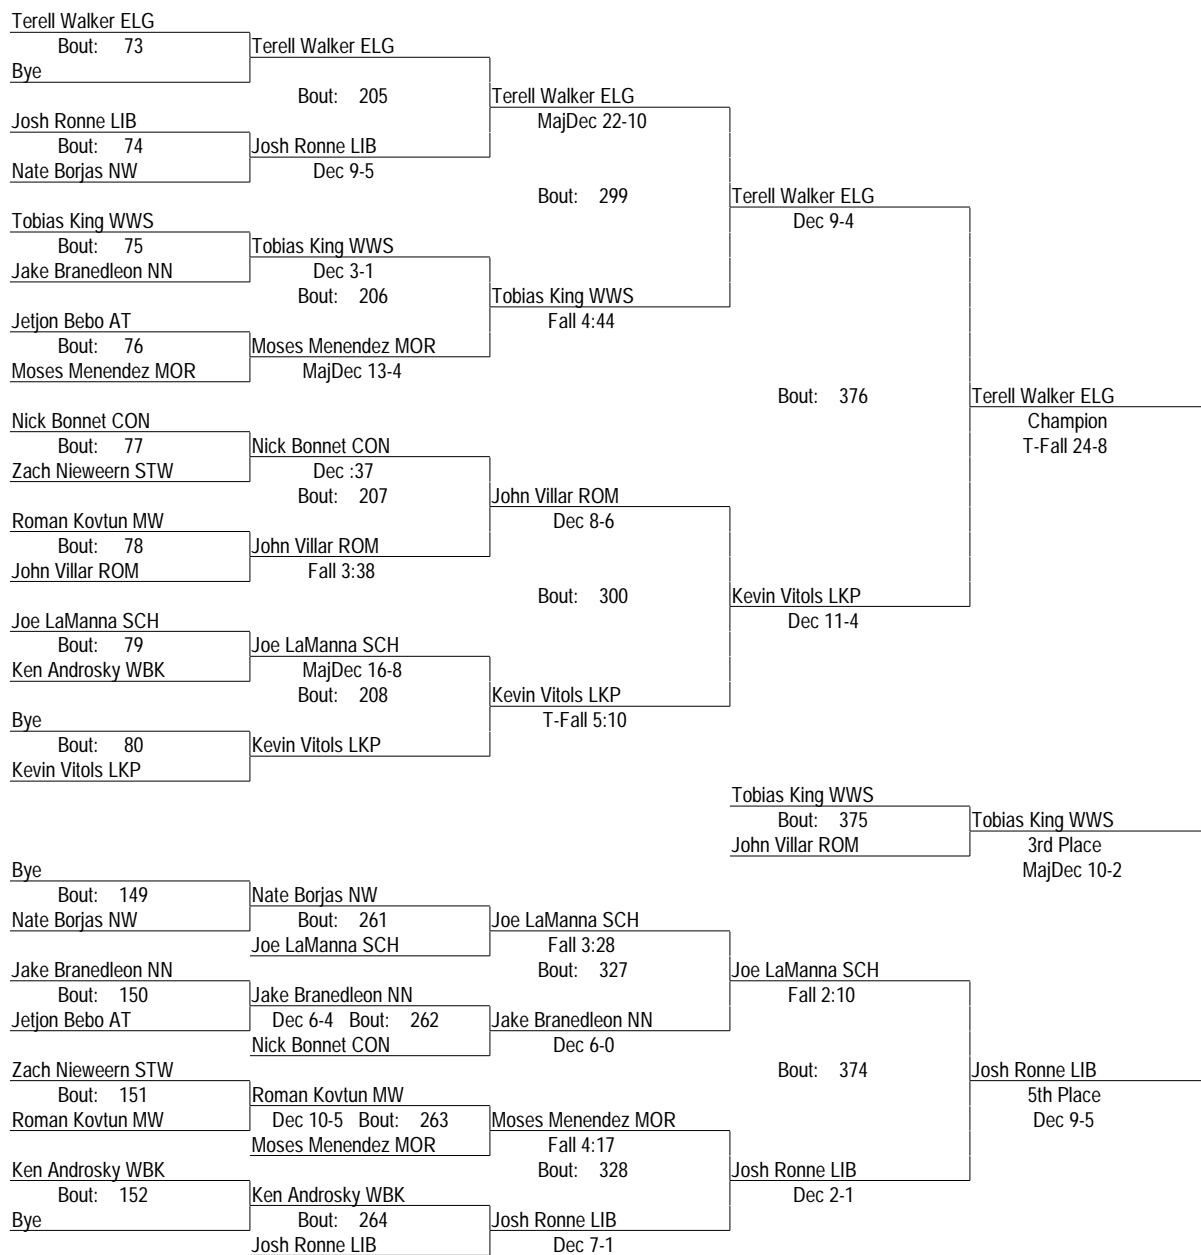 Terell Walker ELG
Bout: 73
Terell Walker ELG
Bye
Bout: 205
Terell Walker ELG
MajDec 22-10
Josh Ronne LIB
Bout: 74
Josh Ronne LIB
Nate Borjas NW
Dec 9-5
Bout: 299
Terell Walker ELG
Dec 9-4
Tobias King WWS
Bout: 75
Tobias King WWS
Jake Branedleon NN
Dec 3-1
Bout: 206
Tobias King WWS
Fall 4:44
Jetjon Bebo AT
Bout: 76
Moses Menendez MOR
Moses Menendez MOR
MajDec 13-4
Bout: 376
Terell Walker ELG
Champion
T-Fall 24-8
Nick Bonnet CON
Bout: 77
Nick Bonnet CON
Zach Nieweern STW
Dec :37
Bout: 207
John Villar ROM
Dec 8-6
Roman Kovtun MW
Bout: 78
John Villar ROM
John Villar ROM
Fall 3:38
Bout: 300
Kevin Vitols LKP
Dec 11-4
Joe LaManna SCH
Bout: 79
Joe LaManna SCH
Ken Androsky WBK
MajDec 16-8
Bout: 208
Kevin Vitols LKP
T-Fall 5:10
Bye
Bout: 80
Kevin Vitols LKP
Kevin Vitols LKP
Tobias King WWS
Bout: 375
Tobias King WWS
John Villar ROM
3rd Place
MajDec 10-2
Bye
Bout: 149
Nate Borjas NW
Nate Borjas NW
Bout: 261
Joe LaManna SCH
Joe LaManna SCH
Fall 3:28
Bout: 327
Joe LaManna SCH
Fall 2:10
Jake Branedleon NN
Bout: 150
Jake Branedleon NN
Jetjon Bebo AT
Dec 6-4 Bout: 262
Jake Branedleon NN
Nick Bonnet CON
Dec 6-0
Bout: 374
Josh Ronne LIB
5th Place
Dec 9-5
Zach Nieweern STW
Bout: 151
Roman Kovtun MW
Roman Kovtun MW
Dec 10-5 Bout: 263
Moses Menendez MOR
Moses Menendez MOR
Fall 4:17
Bout: 328
Josh Ronne LIB
Dec 2-1
Ken Androsky WBK
Bout: 152
Ken Androsky WBK
Bye
Bout: 264
Josh Ronne LIB
Josh Ronne LIB
Dec 7-1